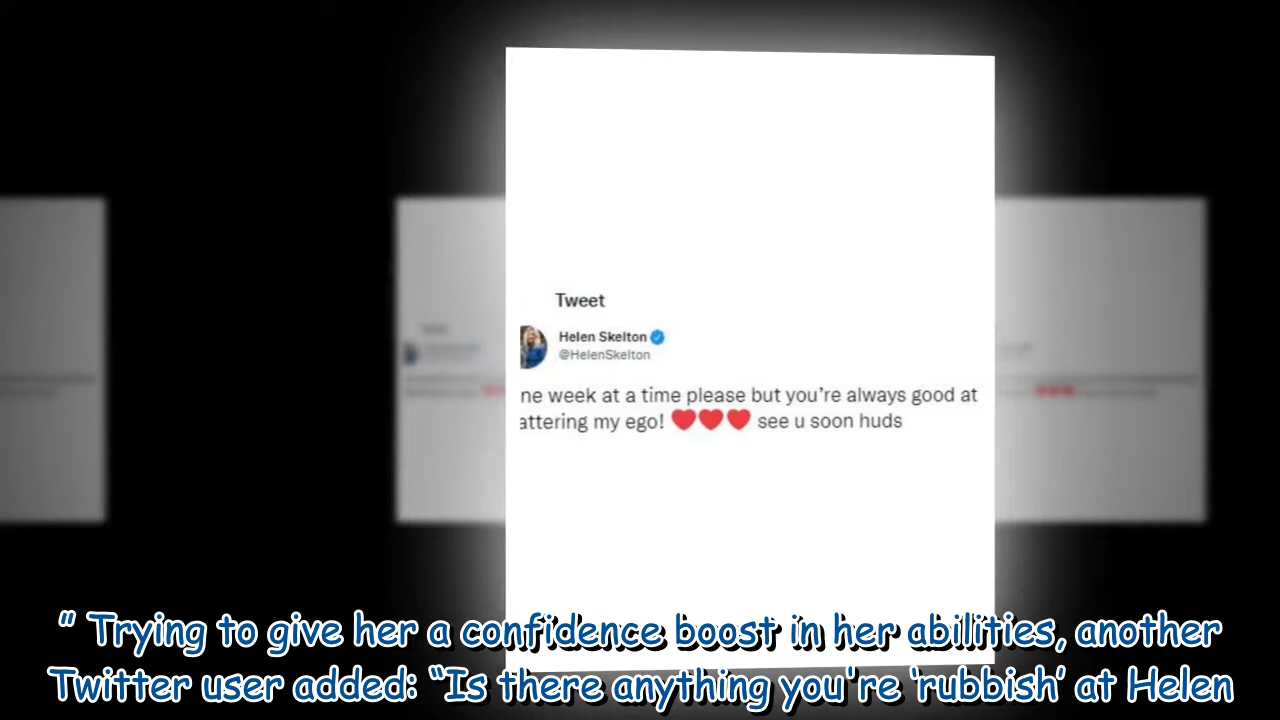 Tweet
Helen Skelton
@HelenSkelton
ne week at a time please but you’re always good at
attering my ego! ❤❤❤ see u soon huds
” Trying to give her a confidence boost in her abilities, another
Twitter user added: “Is there anything you're ‘rubbish’ at Helen